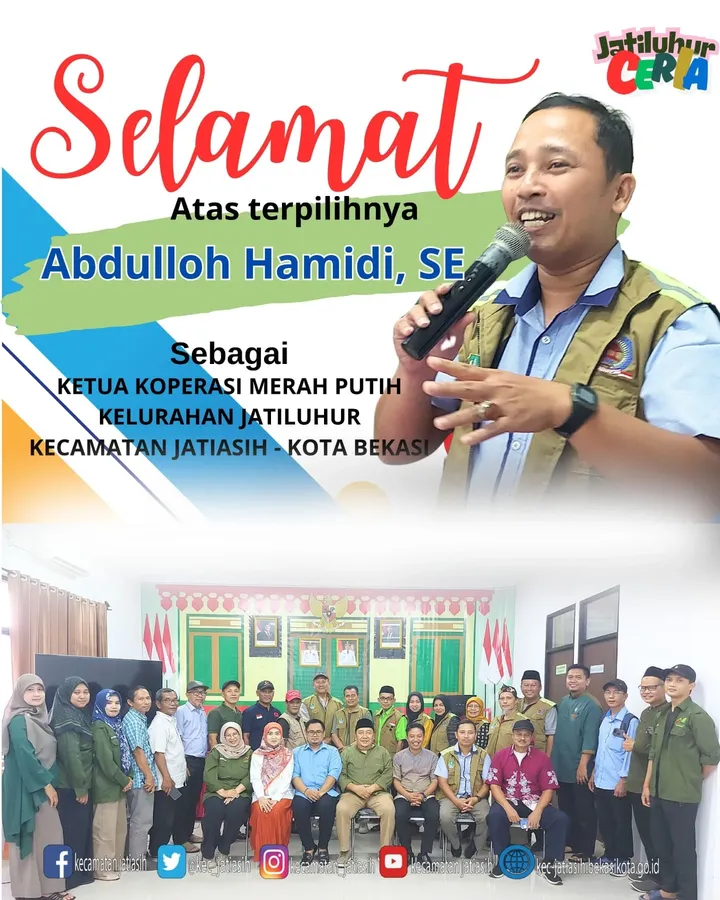 Jatiluhur
CERIA
Selamat
Atas terpilihnya
Abdulloh Hamidi, SE
Sebagai
KETUA KOPERASI MERAH PUTIH
KELURAHAN JATILUHUR
KECAMATAN JATIASIH - KOTA BEKASI
kecamatan.jatiasih
@kec_jatiasih
kecamatan_jatiasih
kecamatan jatiasih
kec-jatiasih.bekasikota.go.id